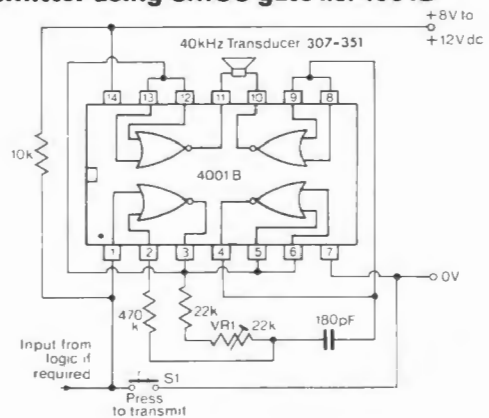 +8V to
+12V dc
40kHz Transducer 307-351
14 13 12 11 10 9 8
10k
4001B
1 2 3 4 5 6 7
0V
470
k
22k
VR1
22k
180pF
Input from
logic if
required
S1
Press
to transmit